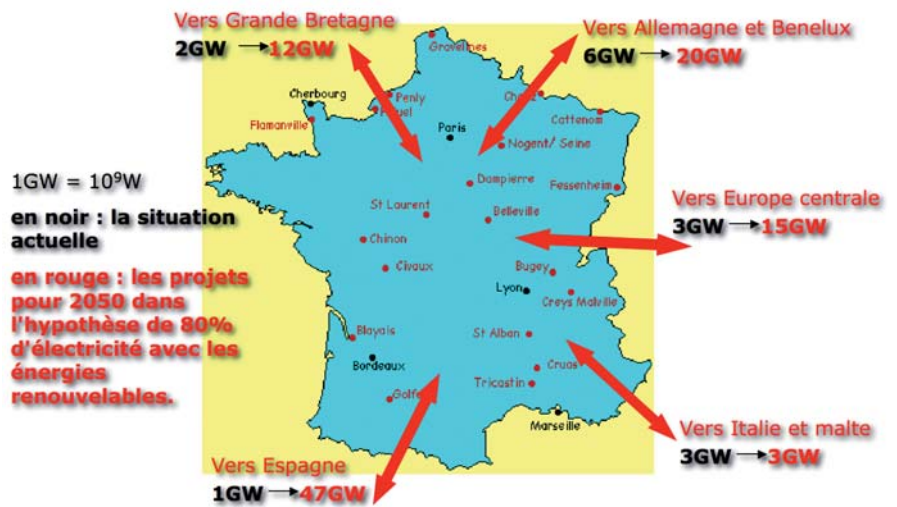 Vers Grande Bretagne
2GW → 12GW
Vers Allemagne et Benelux
6GW → 20GW
Gravelines
Cherbourg
Penly
Flamanville
Paris
Cattenom
Nogent/ Seine
1GW = 10⁹W
en noir : la situation
actuelle
en rouge : les projets
pour 2050 dans
l'hypothèse de 80%
d'électricité avec les
énergies
renouvelables.
Dampierre
Fessenheim
St Laurent
Belleville
Chinon
Civaux
Vers Europe centrale
3GW → 15GW
Bugey
Lyon
Creys Malville
Blayais
St Alban
Bordeaux
Cruas
Tricastin
Golfe
Marseille
Vers Italie et malte
3GW → 3GW
Vers Espagne
1GW → 47GW